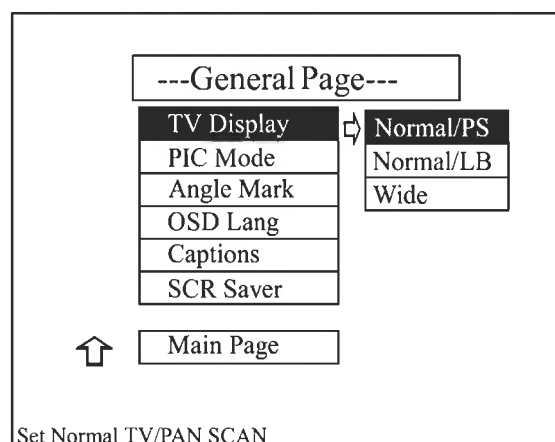 ---General Page---
TV Display
Normal/PS
PIC Mode
Normal/LB
Angle Mark
Wide
OSD Lang
Captions
SCR Saver
Main Page
Set Normal TV/PAN SCAN